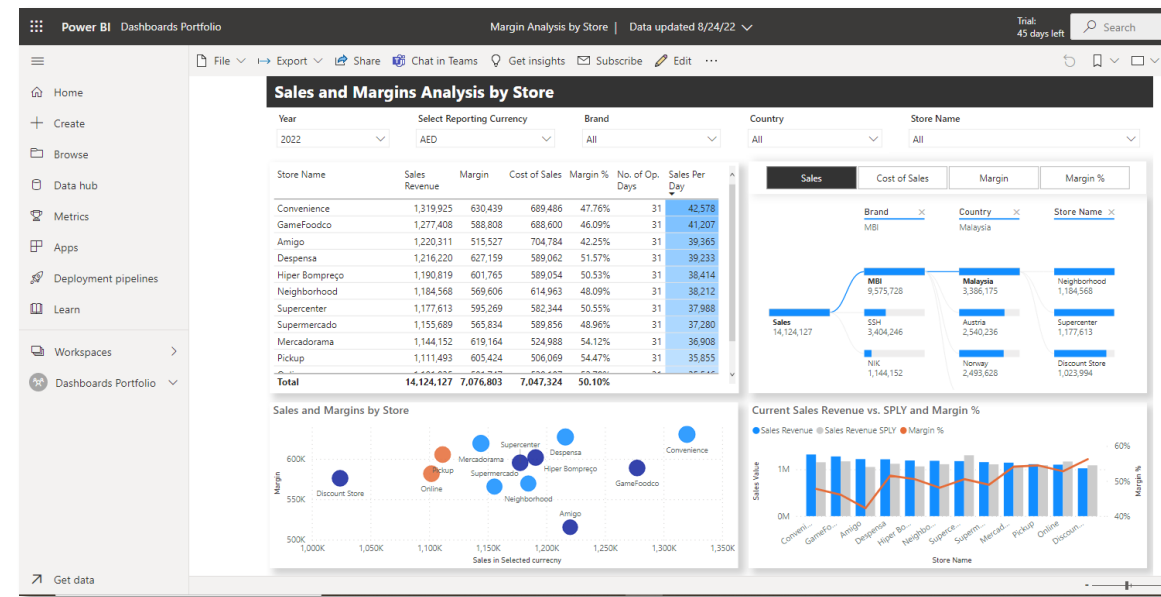 Power BI Dashboards Portfolio
Margin Analysis by Store | Data updated 8/24/22
Trial:
45 days left
Search
File Export Share Chat in Teams Get insights Subscribe Edit ...
Home
Create
Browse
Data hub
Metrics
Apps
Deployment pipelines
Learn
Workspaces
Dashboards Portfolio
Get data
Sales and Margins Analysis by Store
Year Select Reporting Currency Brand Country Store Name
2022 AED All All All
Store Name Sales Revenue Margin Cost of Sales Margin % No. of Op. Days Sales Per Day
Convenience 1,319,925 630,439 689,486 47.76% 31 42,578
GameFoodco 1,277,408 588,808 688,600 46.09% 31 41,207
Amigo 1,220,311 515,527 704,784 42.25% 31 39,365
Despensa 1,216,220 627,159 589,062 51.57% 31 39,233
Hiper Bompreço 1,190,819 601,765 589,054 50.53% 31 38,414
Neighborhood 1,184,568 569,606 614,963 48.09% 31 38,212
Supercenter 1,177,613 595,269 582,344 50.55% 31 37,988
Supermercado 1,155,689 565,834 589,856 48.96% 31 37,280
Mercadorama 1,144,152 619,164 524,988 54.12% 31 36,908
Pickup 1,111,493 605,424 506,069 54.47% 31 35,855
Total 14,124,127 7,076,803 7,047,324 50.10%
Sales Cost of Sales Margin Margin %
Brand × Country × Store Name ×
MBI Malaysia
Sales
14,124,127
MBI
9,575,728
SSH
3,404,246
NIK
1,144,152
Malaysia
3,386,175
Austria
2,540,236
Norway
2,493,628
Neighborhood
1,184,568
Supercenter
1,177,613
Discount Store
1,023,994
Sales and Margins by Store
Margin
600K
550K
500K
Discount Store
Pickup
Online
Mercadorama
Supercenter
Supermercado
Despensa
Hiper Bompreço
Neighborhood
Amigo
GameFoodco
Convenience
1,000K 1,050K 1,100K 1,150K 1,200K 1,250K 1,300K 1,350K
Sales in Selected currecny
Current Sales Revenue vs. SPLY and Margin %
Sales Revenue Sales Revenue SPLY Margin %
Sales Value
1M
0M
60%
50%
40%
Margin %
Conveni... GameFo... Amigo Despensa Hiper Bo... Neighbo... Superce... Superm... Mercad... Pickup Online Discoun...
Store Name